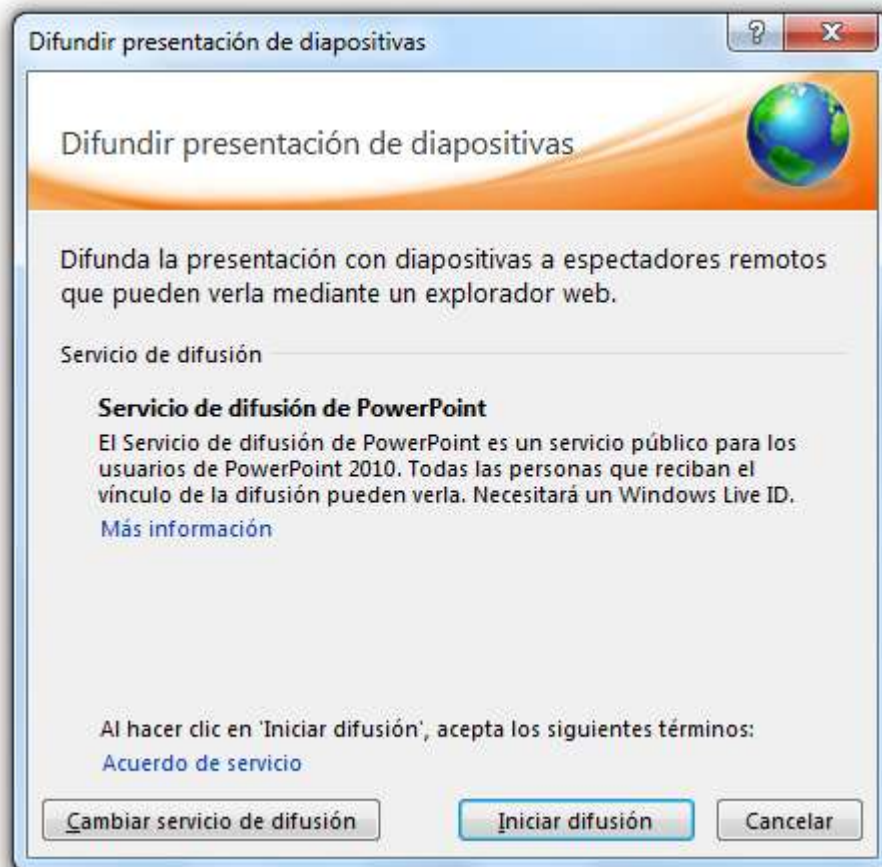 Difundir presentación de diapositivas
Difundir presentación de diapositivas
Difunda la presentación con diapositivas a espectadores remotos
que pueden verla mediante un explorador web.
Servicio de difusión
Servicio de difusión de PowerPoint
El Servicio de difusión de PowerPoint es un servicio público para los
usuarios de PowerPoint 2010. Todas las personas que reciban el
vínculo de la difusión pueden verla. Necesitará un Windows Live ID.
Más información
Al hacer clic en 'Iniciar difusión', acepta los siguientes términos:
Acuerdo de servicio
Cambiar servicio de difusión Iniciar difusión Cancelar